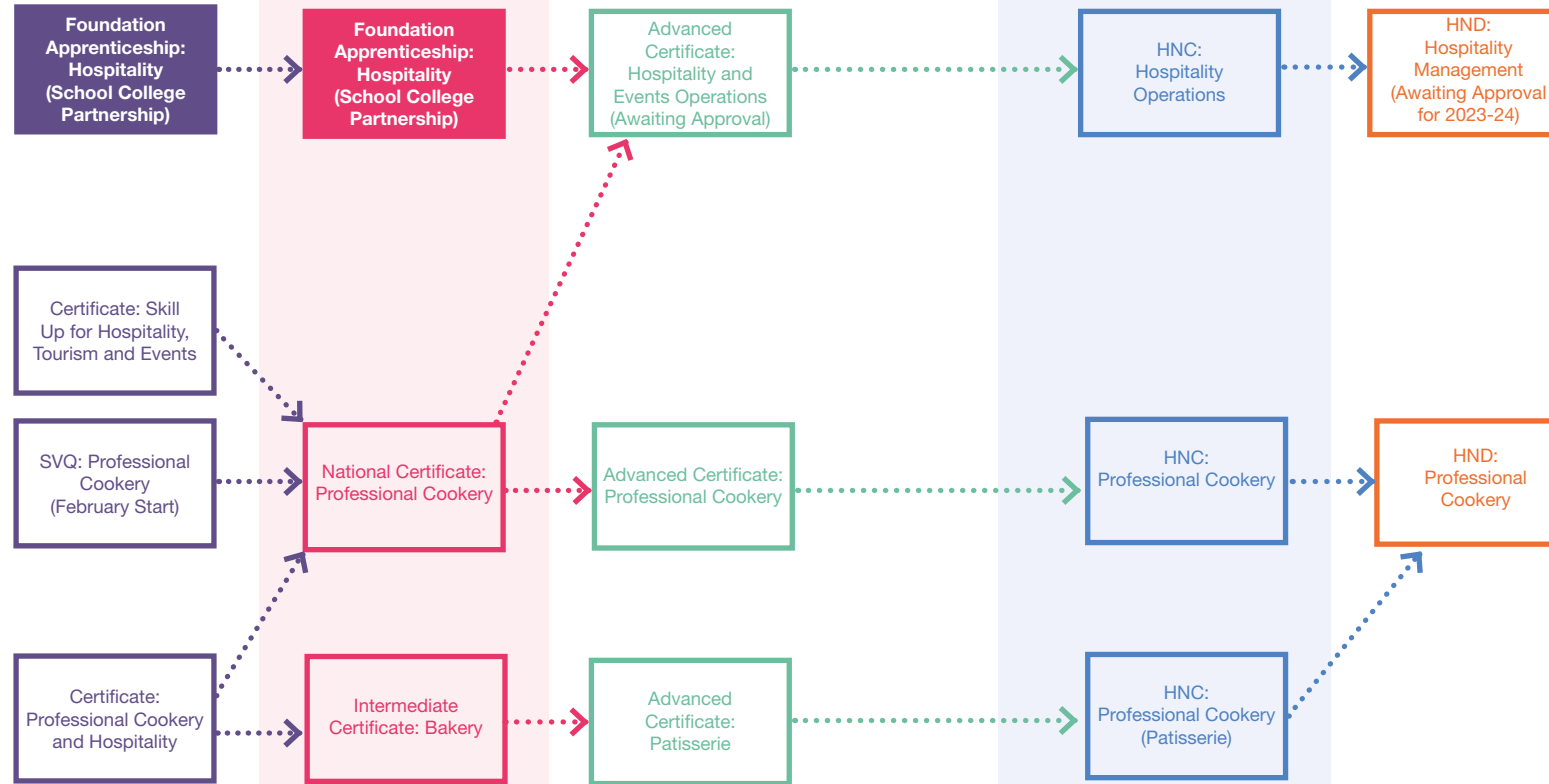 Foundation
Apprenticeship:
Hospitality
(School College
Partnership)
Foundation
Apprenticeship:
Hospitality
(School College
Partnership)
Advanced
Certificate:
Hospitality and
Events Operations
(Awaiting Approval)
HNC:
Hospitality
Operations
HND:
Hospitality
Management
(Awaiting Approval
for 2023-24)
Certificate: Skill
Up for Hospitality,
Tourism and Events
SVQ: Professional
Cookery
(February Start)
National Certificate:
Professional Cookery
Advanced Certificate:
Professional Cookery
HNC:
Professional Cookery
HND:
Professional
Cookery
Certificate:
Professional Cookery
and Hospitality
Intermediate
Certificate: Bakery
Advanced
Certificate:
Patisserie
HNC:
Professional Cookery
(Patisserie)